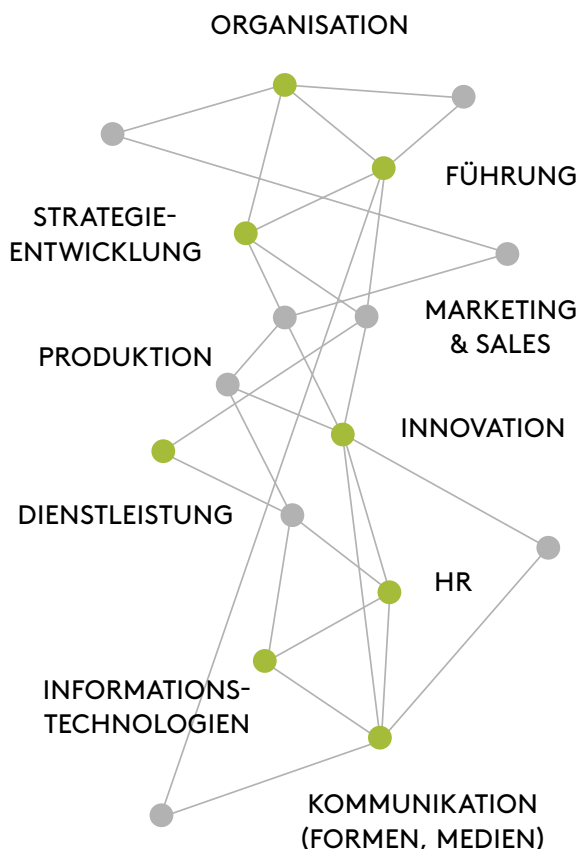 ORGANISATION
FÜHRUNG
STRATEGIE-
ENTWICKLUNG
MARKETING
& SALES
PRODUKTION
INNOVATION
DIENSTLEISTUNG
HR
INFORMATIONS-
TECHNOLOGIEN
KOMMUNIKATION
(FORMEN, MEDIEN)